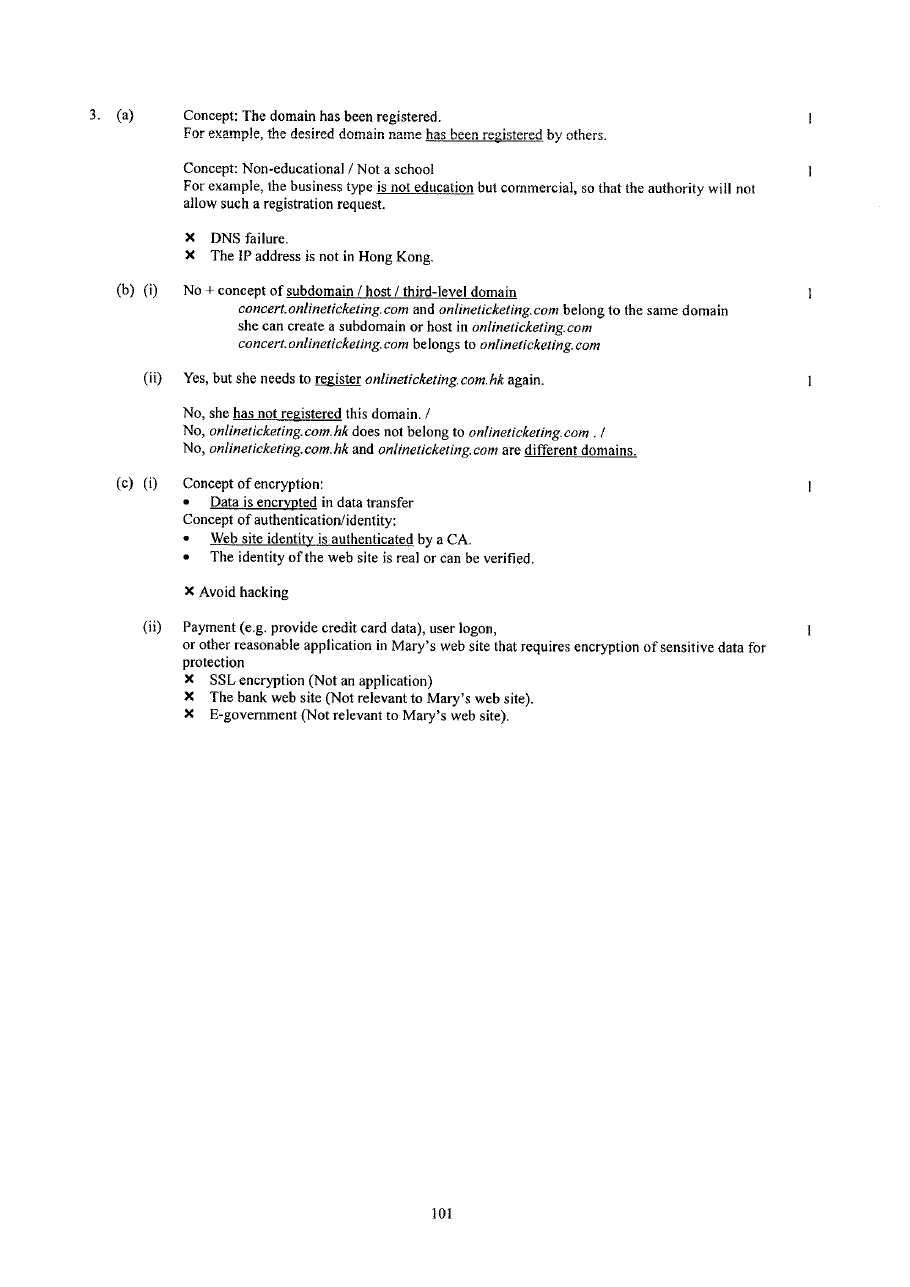 3. (a) Concept: The domain has been registered. 1
For example, the desired domain name has been registered by others.
Concept: Non-educational / Not a school 1
For example, the business type is not education but commercial, so that the authority will not
allow such a registration request.
✗ DNS failure.
✗ The IP address is not in Hong Kong.
(b) (i) No + concept of subdomain / host / third-level domain 1
concert.onlineticketing.com and onlineticketing.com belong to the same domain
she can create a subdomain or host in onlineticketing.com
concert.onlineticketing.com belongs to onlineticketing.com
(ii) Yes, but she needs to register onlineticketing.com.hk again. 1
No, she has not registered this domain. /
No, onlineticketing.com.hk does not belong to onlineticketing.com . /
No, onlineticketing.com.hk and onlineticketing.com are different domains.
(c) (i) Concept of encryption: 1
• Data is encrypted in data transfer
Concept of authentication/identity:
• Web site identity is authenticated by a CA.
• The identity of the web site is real or can be verified.
✗ Avoid hacking
(ii) Payment (e.g. provide credit card data), user logon, 1
or other reasonable application in Mary's web site that requires encryption of sensitive data for
protection
✗ SSL encryption (Not an application)
✗ The bank web site (Not relevant to Mary's web site).
✗ E-government (Not relevant to Mary's web site).
101